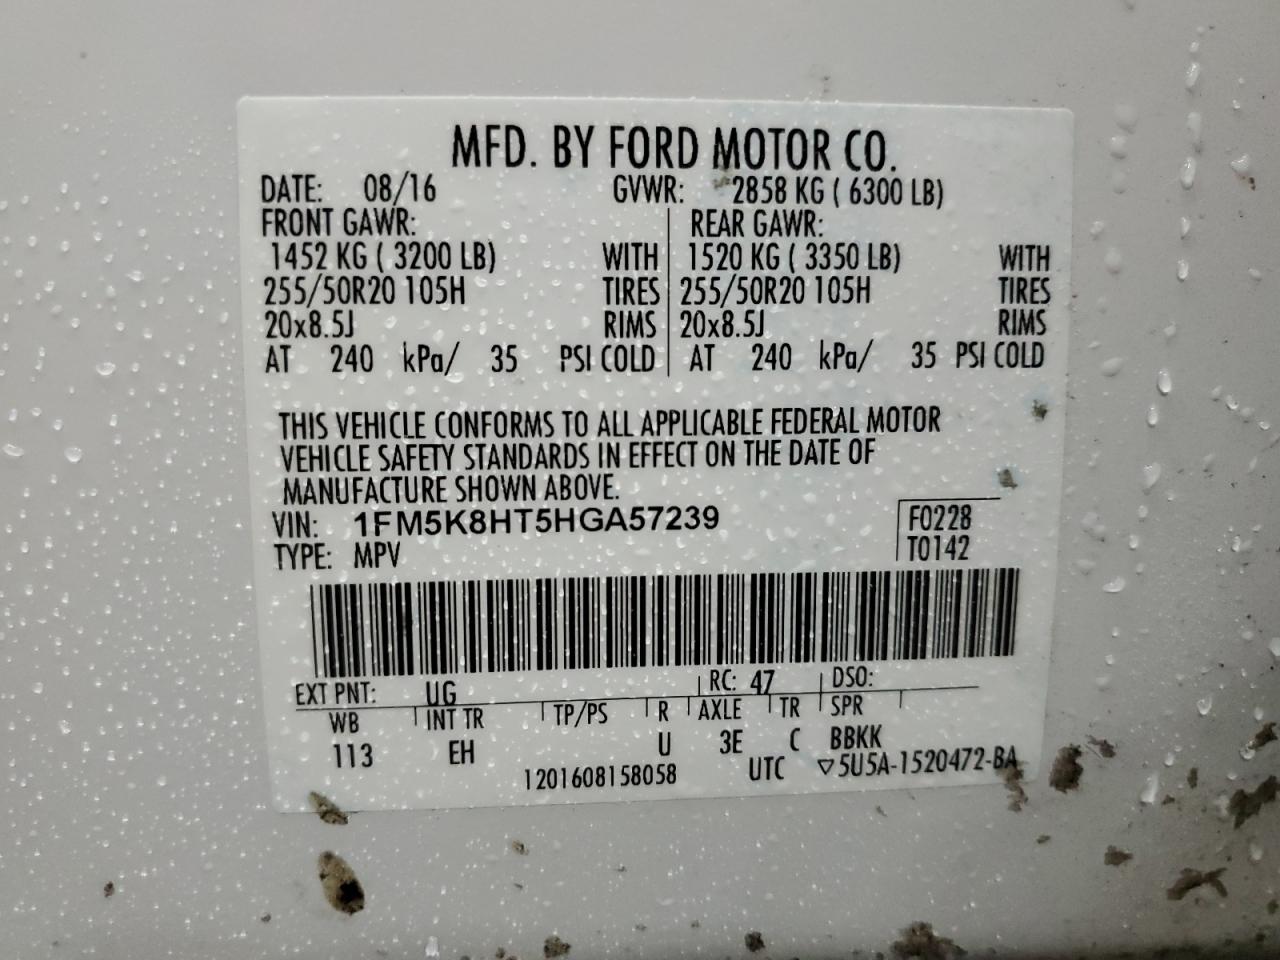 MFD. BY FORD MOTOR CO.
DATE: 08/16 GVWR: 2858 KG ( 6300 LB)
FRONT GAWR: REAR GAWR:
1452 KG ( 3200 LB) WITH 1520 KG ( 3350 LB) WITH
255/50R20 105H TIRES 255/50R20 105H TIRES
20x8.5J RIMS 20x8.5J RIMS
AT 240 kPa/ 35 PSI COLD AT 240 kPa/ 35 PSI COLD
THIS VEHICLE CONFORMS TO ALL APPLICABLE FEDERAL MOTOR
VEHICLE SAFETY STANDARDS IN EFFECT ON THE DATE OF
MANUFACTURE SHOWN ABOVE.
VIN: 1FM5K8HT5HGA57239 F0228
TYPE: MPV T0142
EXT PNT: UG RC: 47 DSO:
WB INT TR TP/PS R AXLE TR SPR
113 EH U 3E C BBKK
1201608158058 UTC ▽5U5A-1520472-BA